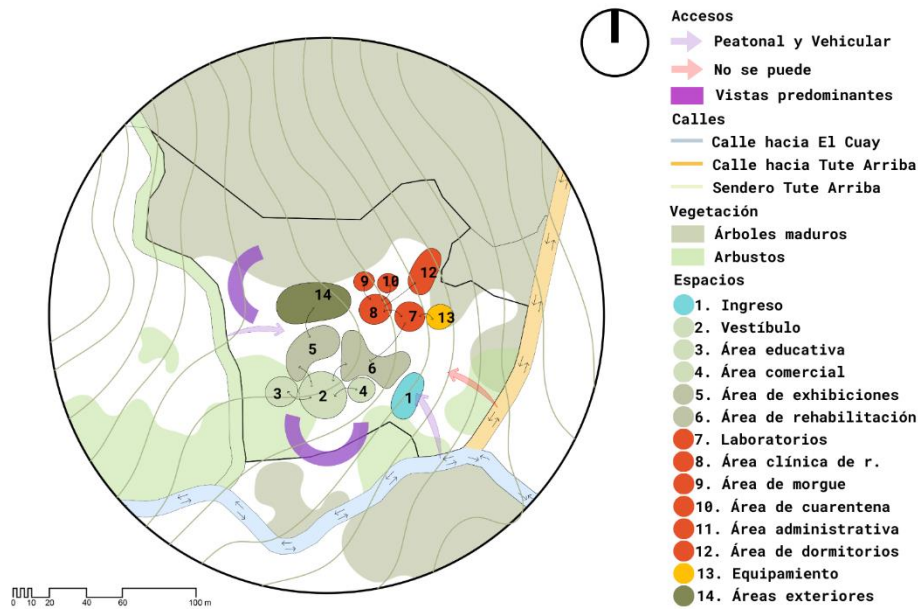 Accesos
Peatonal y Vehicular
No se puede
Vistas predominantes
Calles
Calle hacia El Cuay
Calle hacia Tute Arriba
Sendero Tute Arriba
Vegetación
Árboles maduros
Arbustos
Espacios
1. Ingreso
2. Vestíbulo
3. Área educativa
4. Área comercial
5. Área de exhibiciones
6. Área de rehabilitación
7. Laboratorios
8. Área clínica de r.
9. Área de morgue
10. Área de cuarentena
11. Área administrativa
12. Área de dormitorios
13. Equipamiento
14. Áreas exteriores
9
10
12
14
8
7
13
5
6
3
2
4
1
0 10 20 40 60 100 m